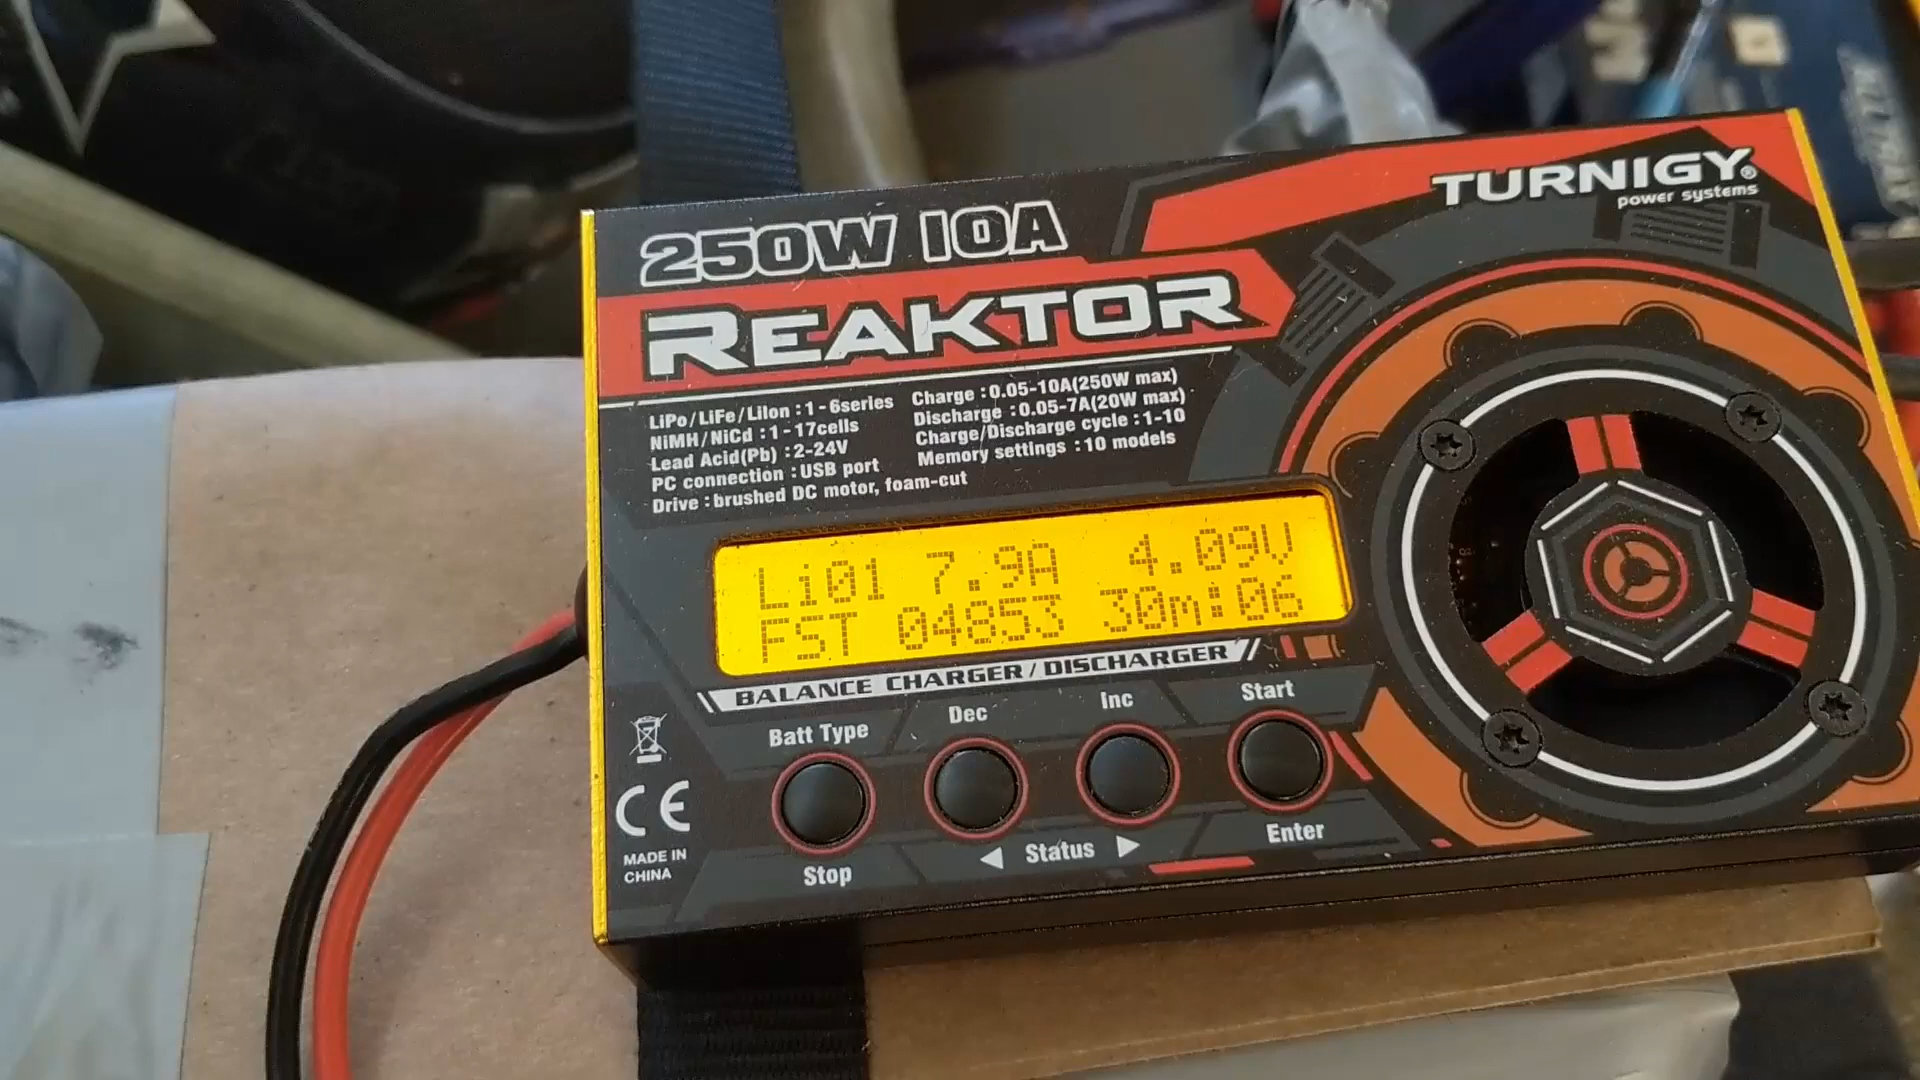 TURNIGY®
power systems
250W 10A
REAKTOR
LiPo/LiFe/LiIon : 1-6series
NiMH/NiCd : 1-17cells
Lead Acid(Pb) : 2-24V
PC connection : USB port
Drive : brushed DC motor, foam-cut
Charge : 0.05-10A(250W max)
Discharge : 0.05-7A(20W max)
Charge/Discharge cycle : 1-10
Memory settings : 10 models
Li01 7.9A 4.09V
FST 04853 30m:06
BALANCE CHARGER/DISCHARGER
Batt Type Dec Inc Start
Stop Status Enter
CE
MADE IN
CHINA